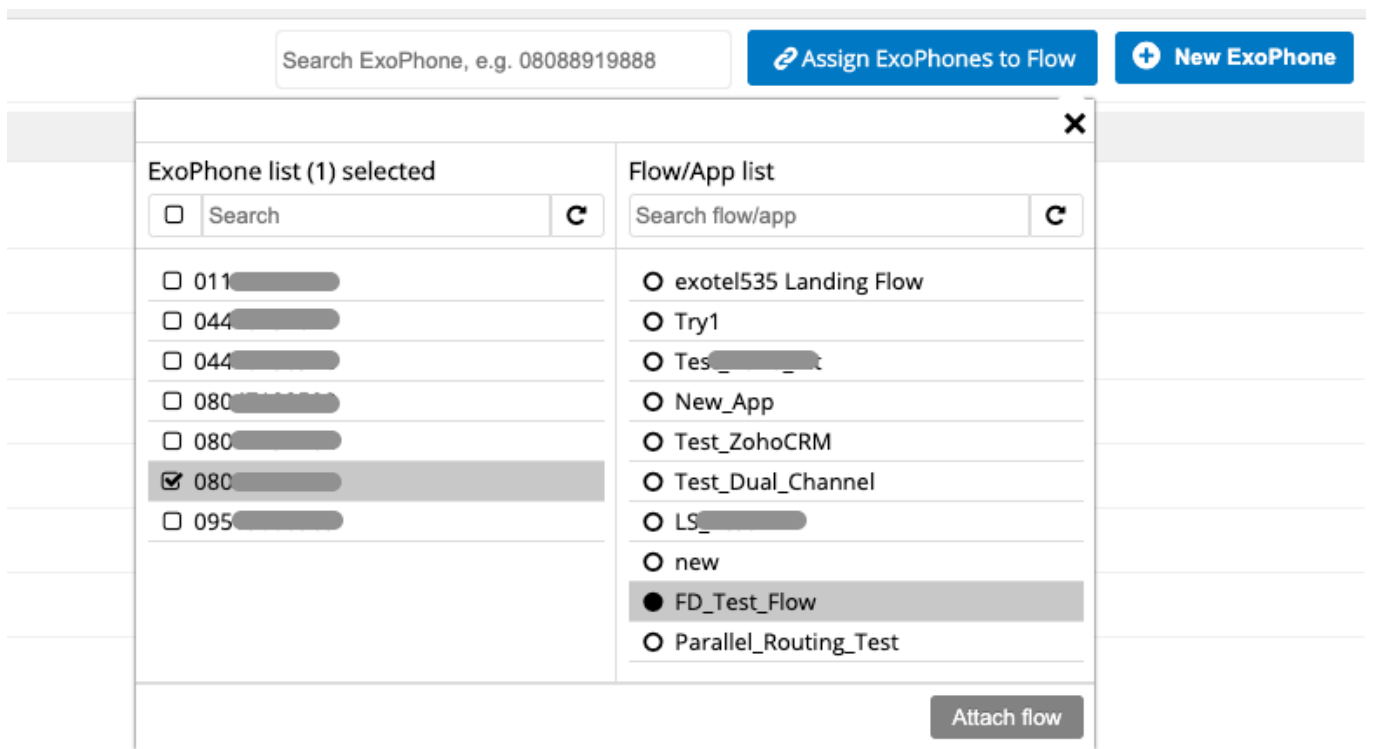 Search ExoPhone, e.g. 08088919888
Assign ExoPhones to Flow
New ExoPhone
ExoPhone list (1) selected
Search
011
044
044
080
080
080
095
Flow/App list
Search flow/app
exotel535 Landing Flow
Try1
New_App
Test_ZohoCRM
Test_Dual_Channel
LS_
new
FD_Test_Flow
Parallel_Routing_Test
Attach flow